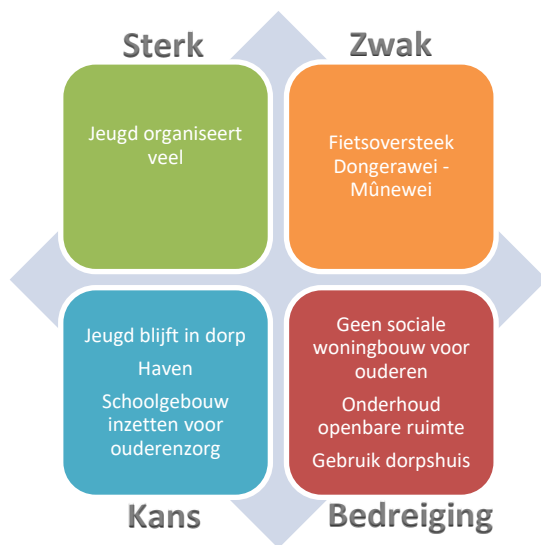 Sterk
Zwak
Jeugd organiseert
veel
Fietsoversteek
Dongerawei -
Mûnewei
Jeugd blijft in dorp
Haven
Schoolgebouw
inzetten voor
ouderenzorg
Geen sociale
woningbouw voor
ouderen
Onderhoud
openbare ruimte
Gebruik dorpshuis
Kans
Bedreiging